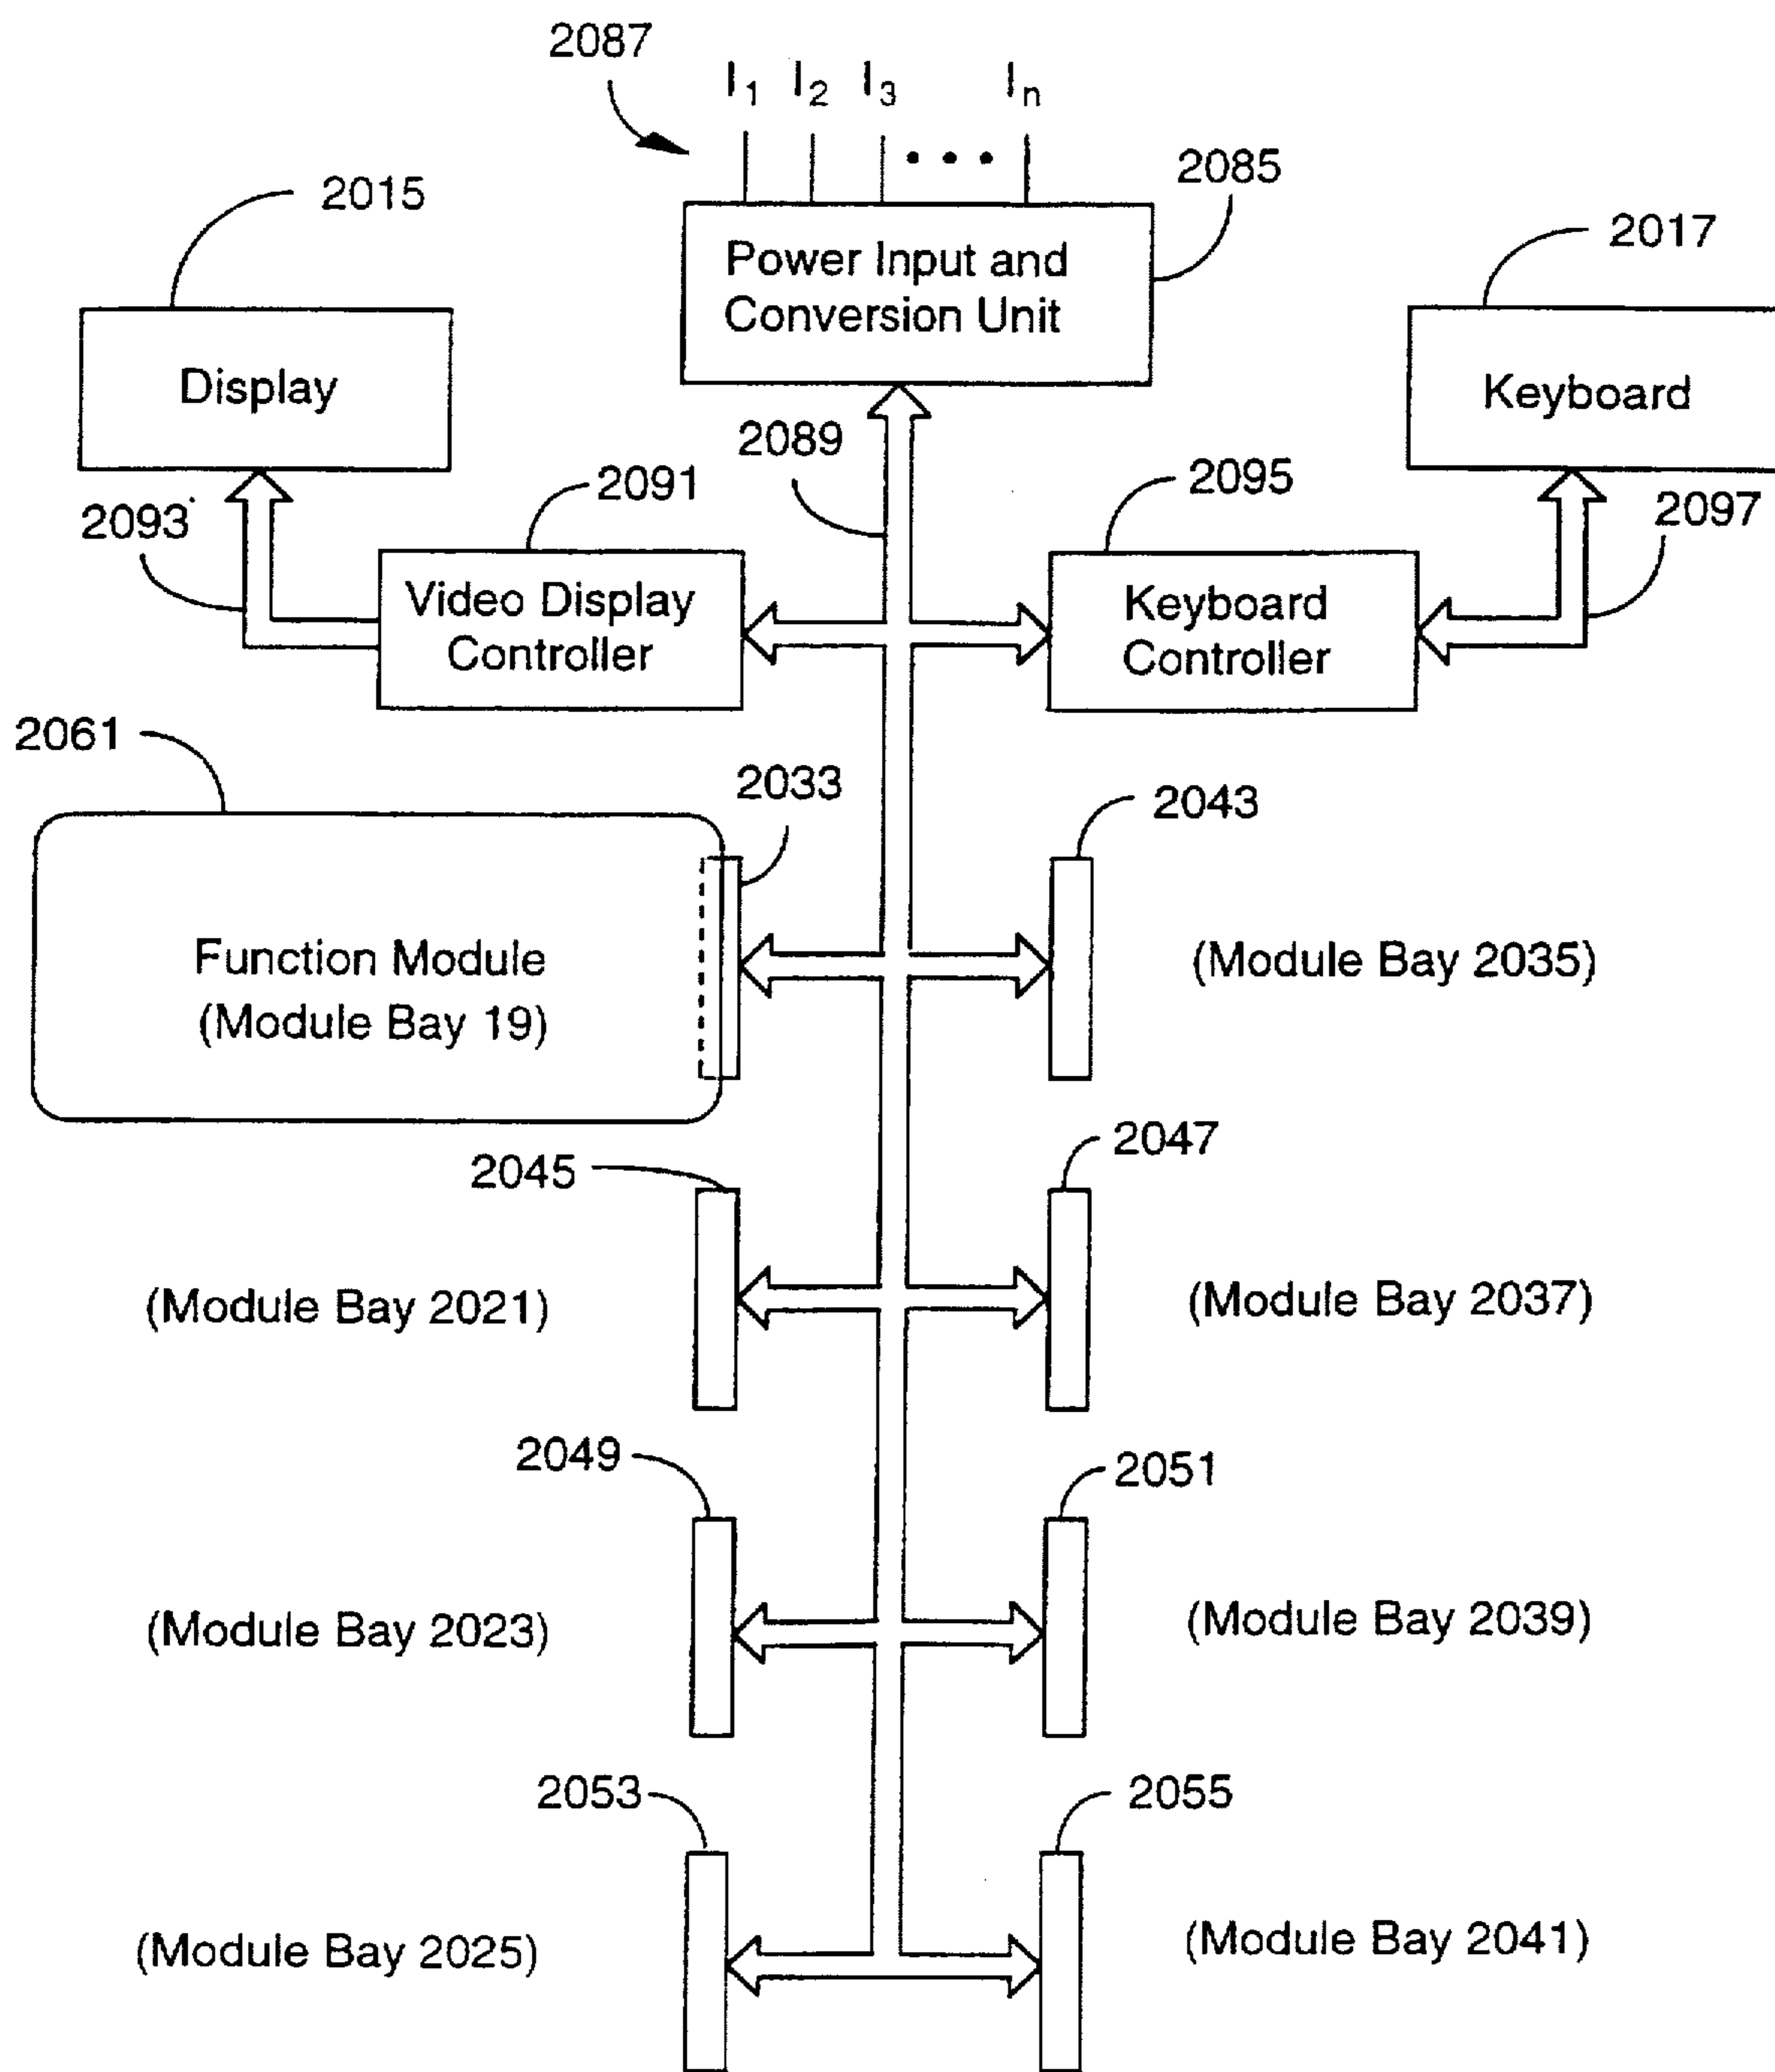 2087
I1 I2 I3 In
2015
2085
2017
Power Input and
Conversion Unit
Display
Keyboard
2089
2091
2095
2093
2097
Video Display
Controller
Keyboard
Controller
2061
2033
2043
Function Module
(Module Bay 19)
(Module Bay 2035)
2045
2047
(Module Bay 2021)
(Module Bay 2037)
2049
2051
(Module Bay 2023)
(Module Bay 2039)
2053
2055
(Module Bay 2025)
(Module Bay 2041)